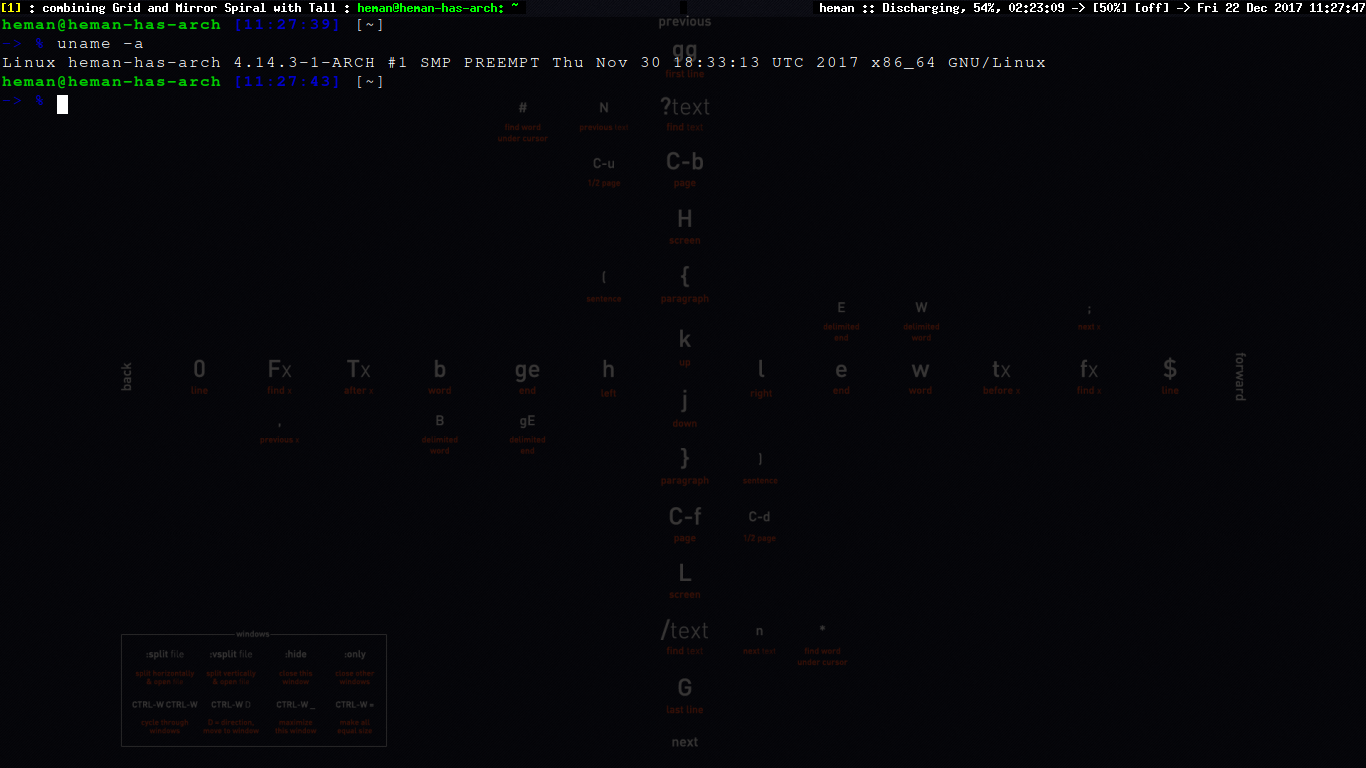 [1] : combining Grid and Mirror Spiral with Tall : heman@heman-has-arch: ~ heman :: Discharging, 54%, 02:23:09 -> [50%] [off] -> Fri 22 Dec 2017 11:27:47
heman@heman-has-arch [11:27:39] [~]
-> % uname -a
Linux heman-has-arch 4.14.3-1-ARCH #1 SMP PREEMPT Thu Nov 30 18:33:13 UTC 2017 x86_64 GNU/Linux
heman@heman-has-arch [11:27:43] [~]
-> %
previous
gg
first line
# N ?text
find word previous text find text
under cursor
C-u C-b
1/2 page page
H
screen
( {
sentence paragraph
E W ;
delimited delimited next x
end word
k
up
back 0 Fx Tx b ge h l e w tx fx $ forward
line find x after x word end left right end word before x find x line
j
down
, B gE
previous x delimited delimited
word end
} )
paragraph sentence
C-f C-d
page 1/2 page
L
screen
/text n *
find text next text find word
under cursor
G
last line
next
windows
:split file :vsplit file :hide :only
split horizontally split vertically close this close other
& open file & open file window windows
CTRL-W CTRL-W CTRL-W D CTRL-W _ CTRL-W =
cycle through D = direction, maximize make all
windows move to window this window equal size